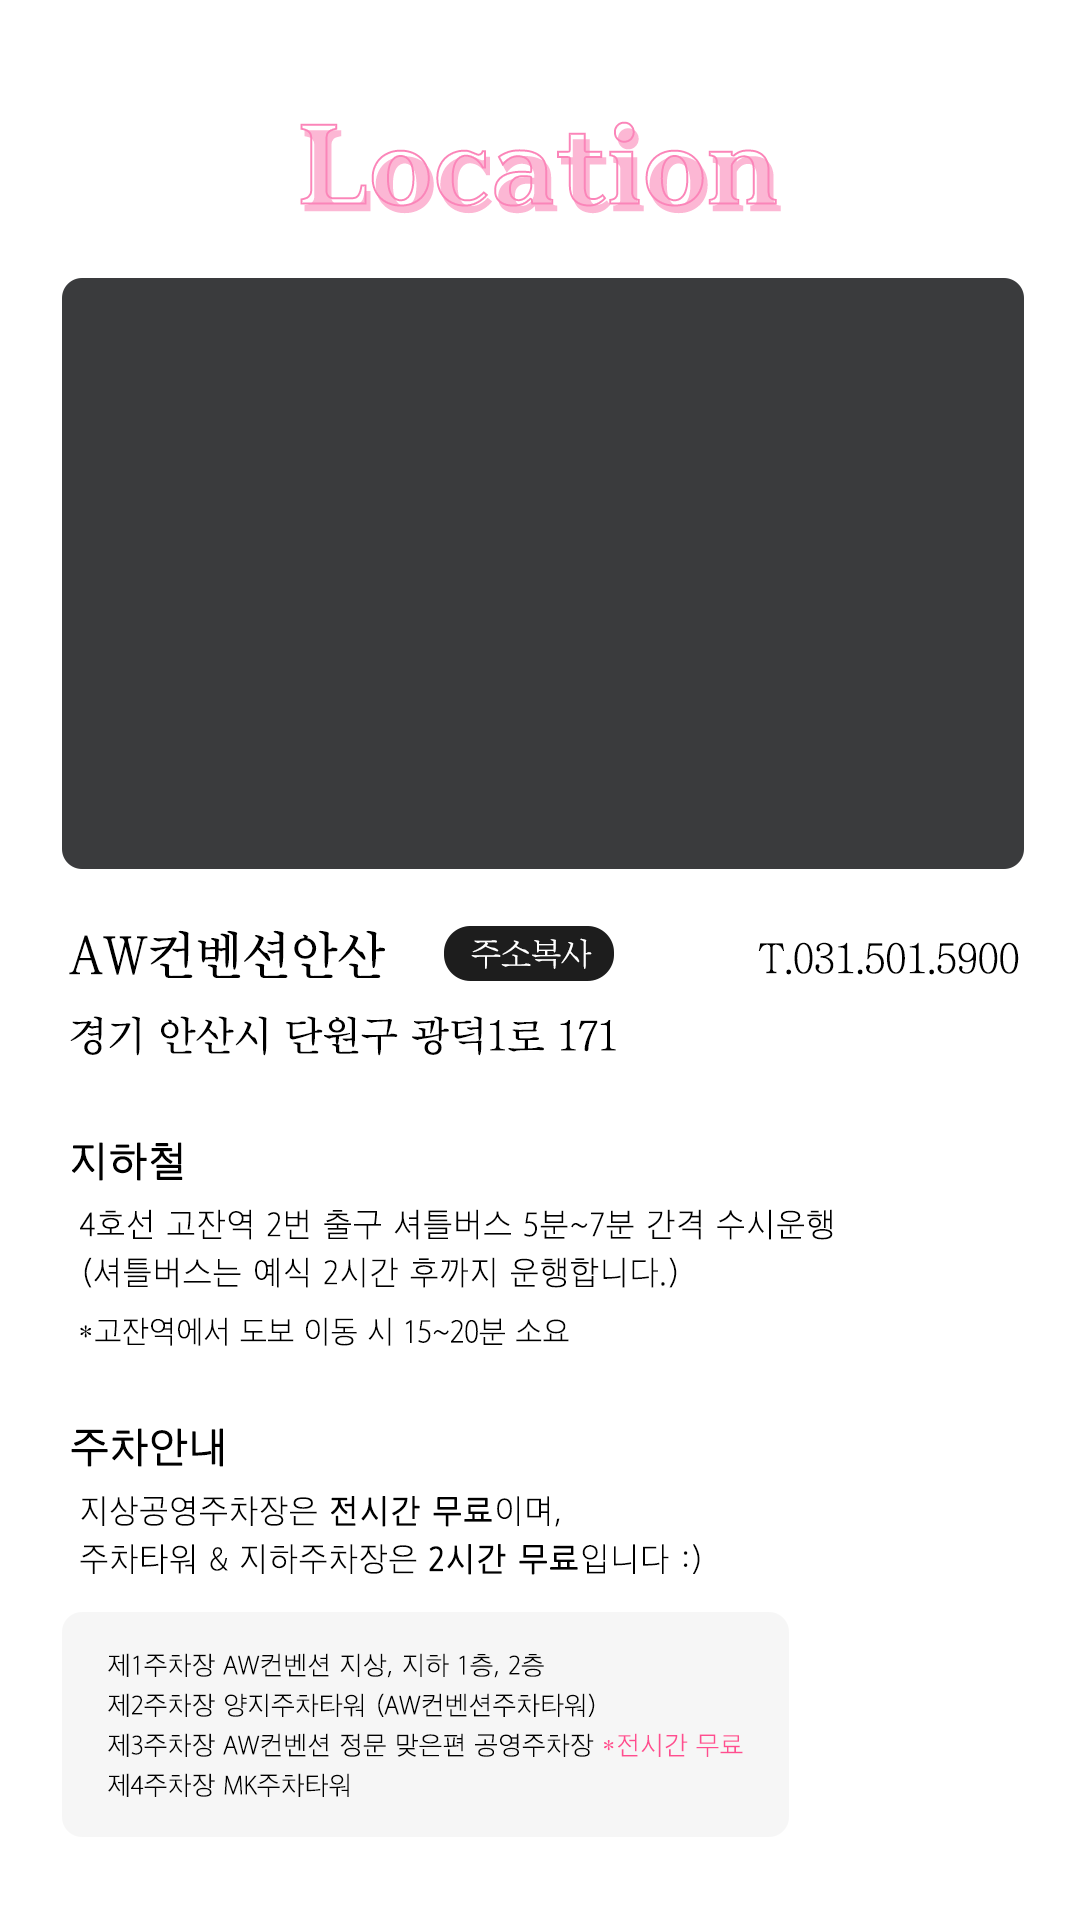 Location
AW컨벤션안산 주소복사 T.031.501.5900
경기 안산시 단원구 광덕1로 171
지하철
4호선 고잔역 2번 출구 셔틀버스 5분~7분 간격 수시운행
(셔틀버스는 예식 2시간 후까지 운행합니다.)
*고잔역에서 도보 이동 시 15~20분 소요
주차안내
지상공영주차장은 전시간 무료이며,
주차타워 & 지하주차장은 2시간 무료입니다 :)
제1주차장 AW컨벤션 지상, 지하 1층, 2층
제2주차장 양지주차타워 (AW컨벤션주차타워)
제3주차장 AW컨벤션 정문 맞은편 공영주차장 *전시간 무료
제4주차장 MK주차타워